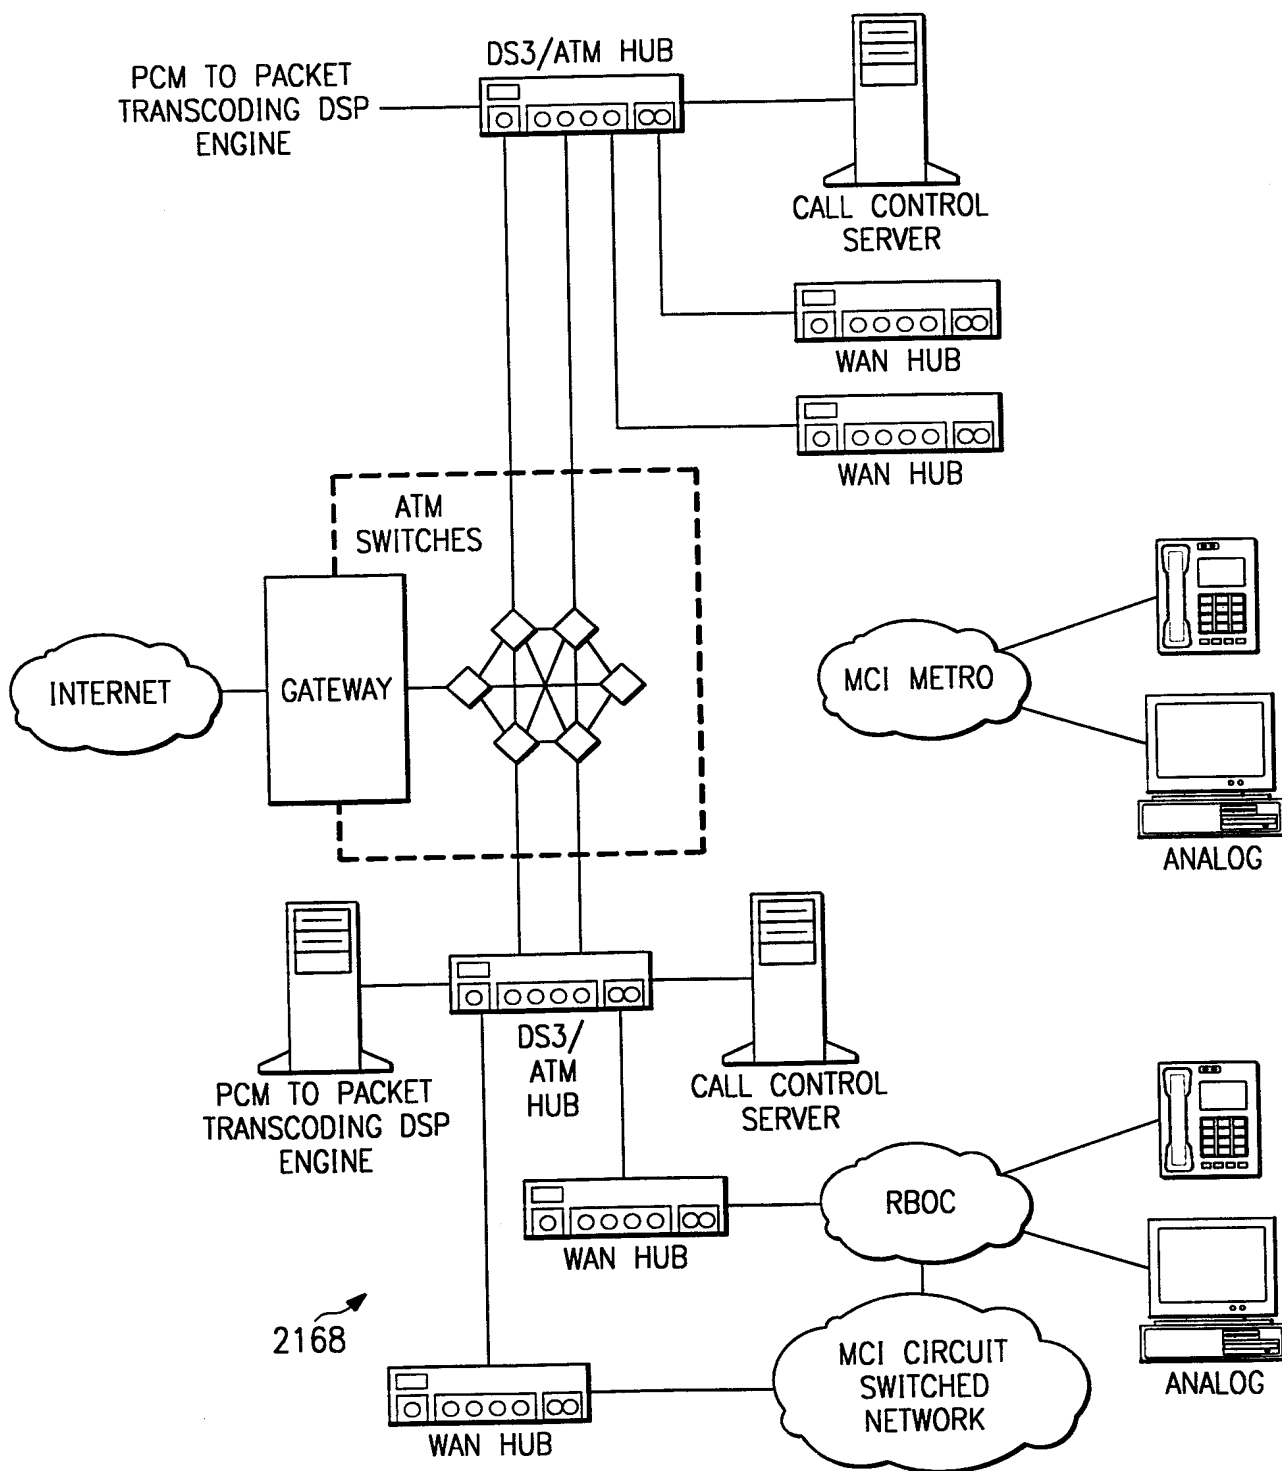 DS3/ATM HUB
PCM TO PACKET
TRANSCODING DSP
ENGINE
CALL CONTROL
SERVER
WAN HUB
WAN HUB
ATM
SWITCHES
INTERNET
GATEWAY
MCI METRO
ANALOG
DS3/
ATM
HUB
PCM TO PACKET
TRANSCODING DSP
ENGINE
CALL CONTROL
SERVER
RBOC
WAN HUB
2168
MCI CIRCUIT
SWITCHED
NETWORK
ANALOG
WAN HUB